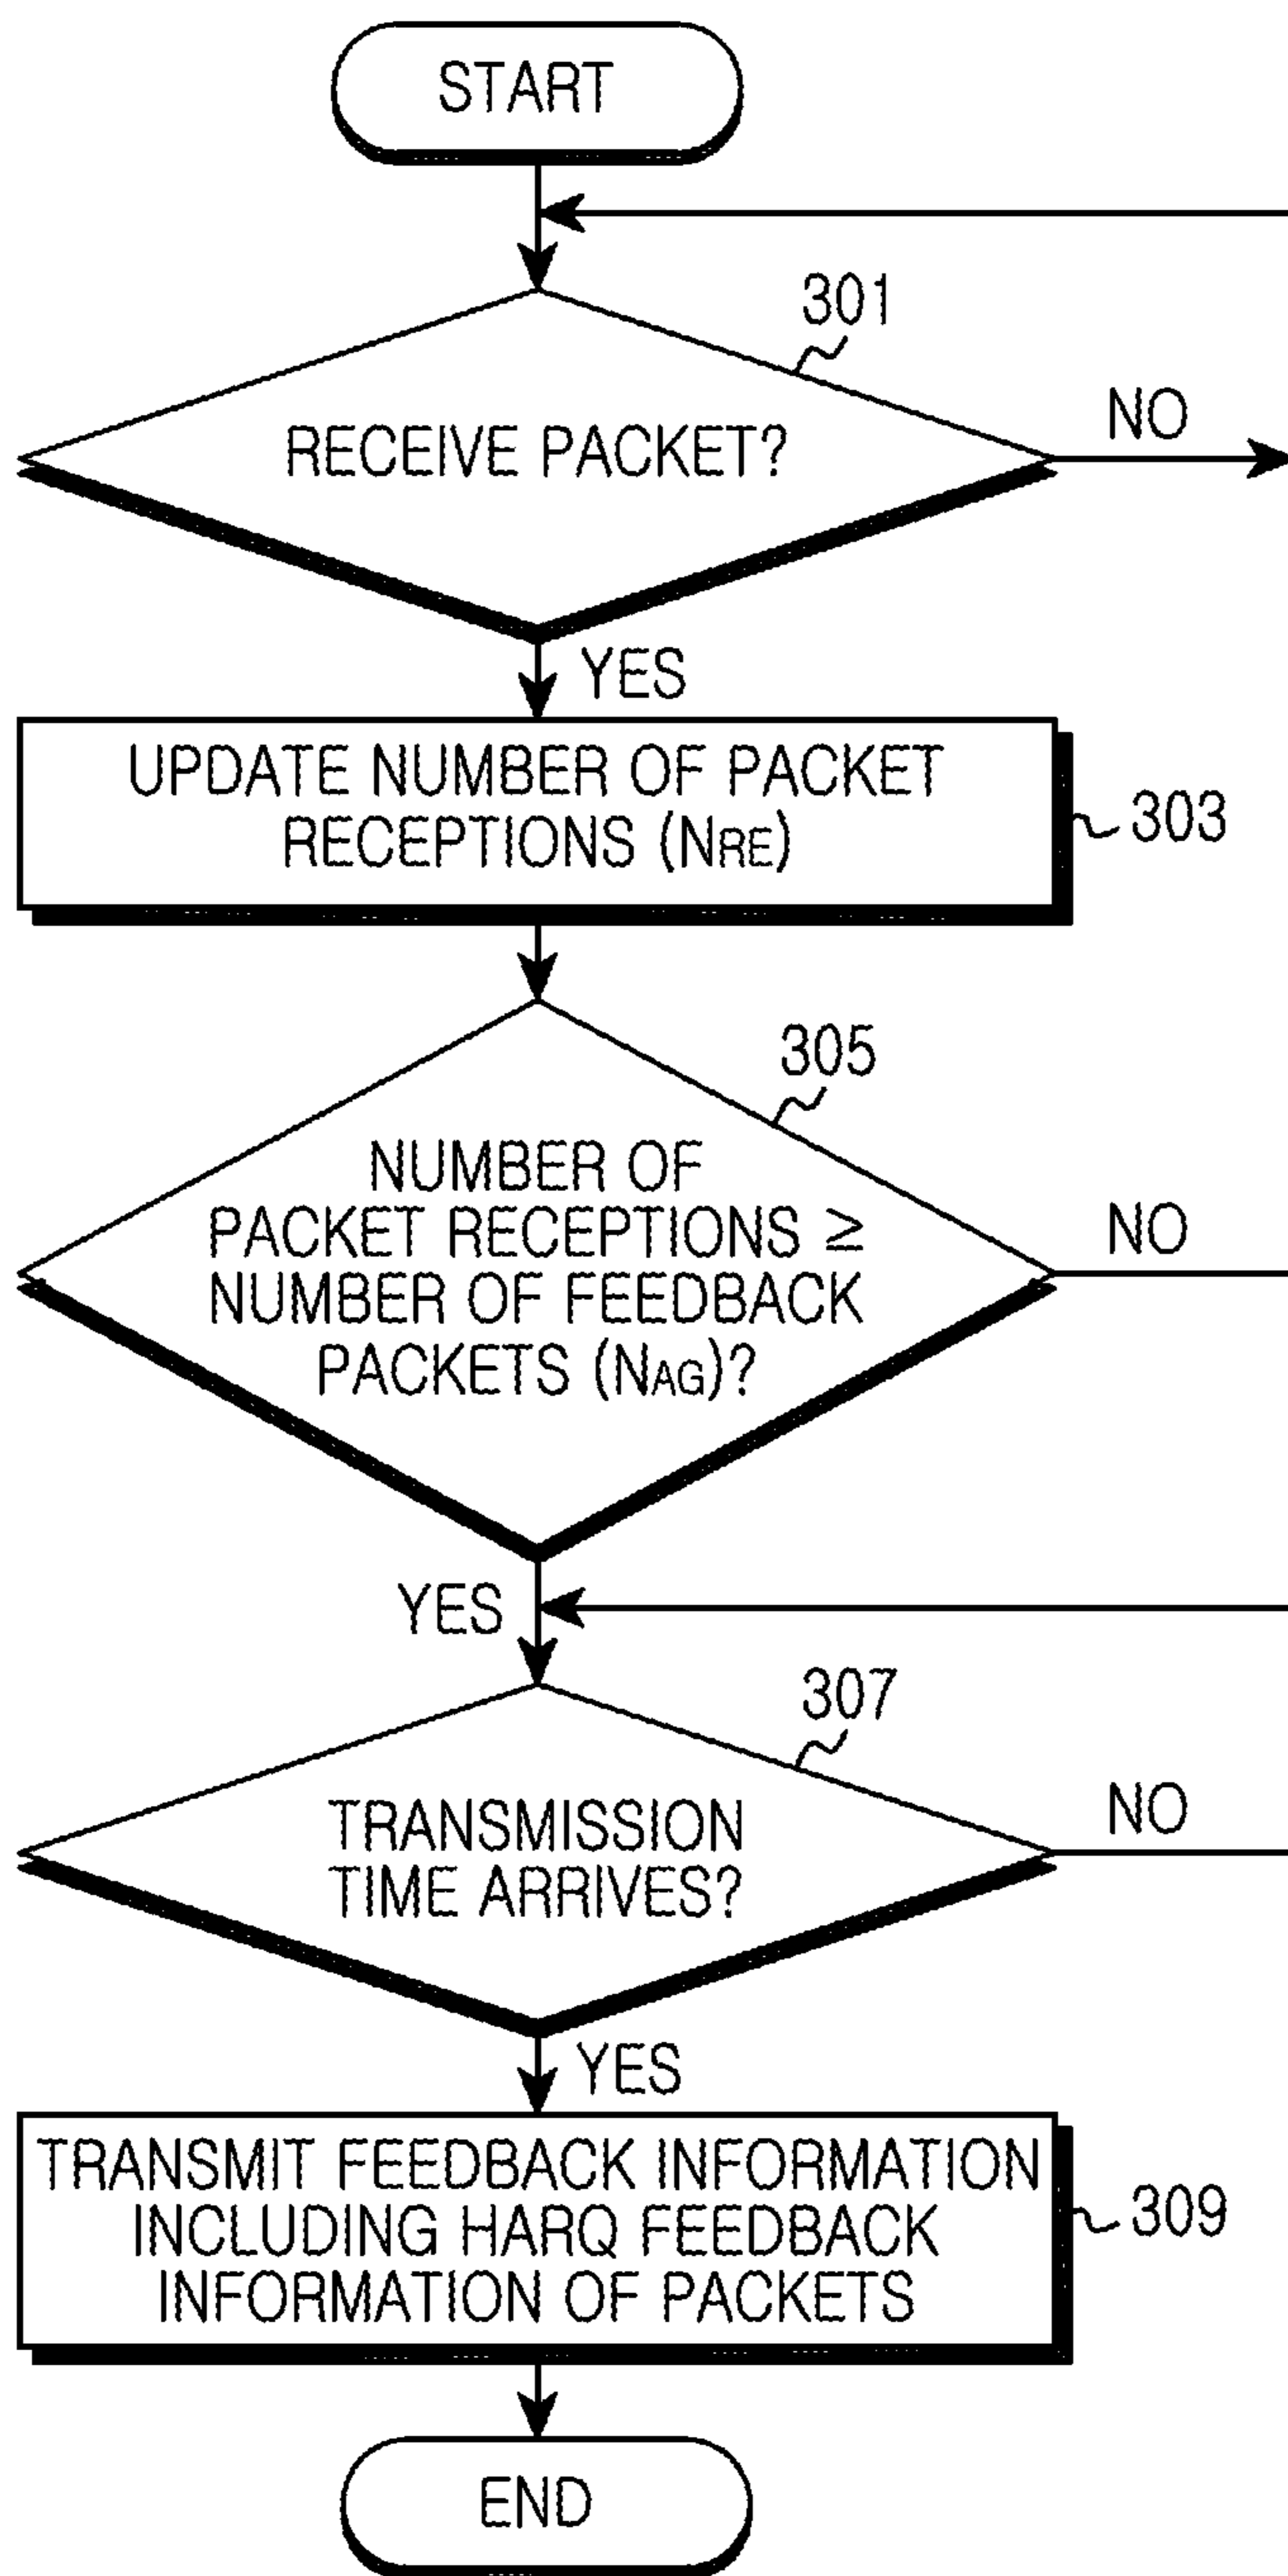 START
301
RECEIVE PACKET?
NO
YES
UPDATE NUMBER OF PACKET
RECEPTIONS (NRE)
303
305
NUMBER OF
PACKET RECEPTIONS ≥
NUMBER OF FEEDBACK
PACKETS (NAG)?
NO
YES
307
TRANSMISSION
TIME ARRIVES?
NO
YES
TRANSMIT FEEDBACK INFORMATION
INCLUDING HARQ FEEDBACK
INFORMATION OF PACKETS
309
END